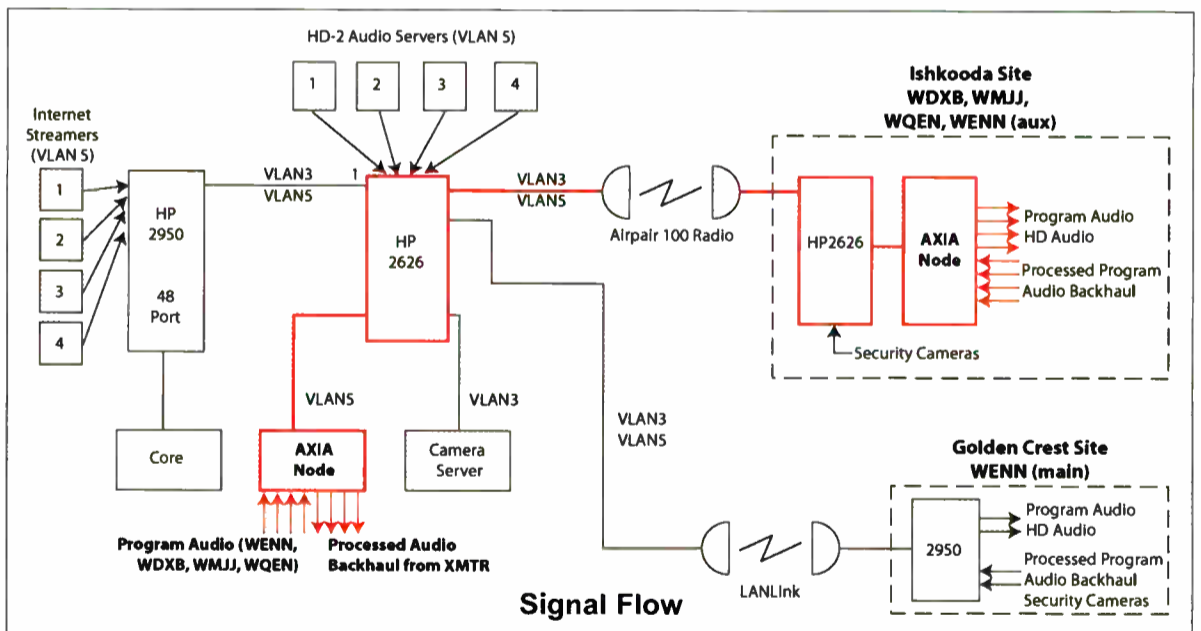 HD-2 Audio Servers (VLAN 5)
1
2
3
4
Internet
Streamers
(VLAN 5)
1
2
3
4
HP
2950
48
Port
Core
VLAN3
VLAN5
1
HP
2626
VLAN5
VLAN3
AXIA
Node
Camera
Server
Program Audio (WENN,
WDXB, WMJJ, WQEN)
Processed Audio
Backhaul from XMTR
VLAN3
VLAN5
Airpair 100 Radio
Ishkooda Site
WDXB, WMJJ,
WQEN, WENN (aux)
HP2626
AXIA
Node
Program Audio
HD Audio
Processed Program
Audio Backhaul
Security Cameras
VLAN3
VLAN5
LANLink
Golden Crest Site
WENN (main)
2950
Program Audio
HD Audio
Processed Program
Audio Backhaul
Security Cameras
Signal Flow